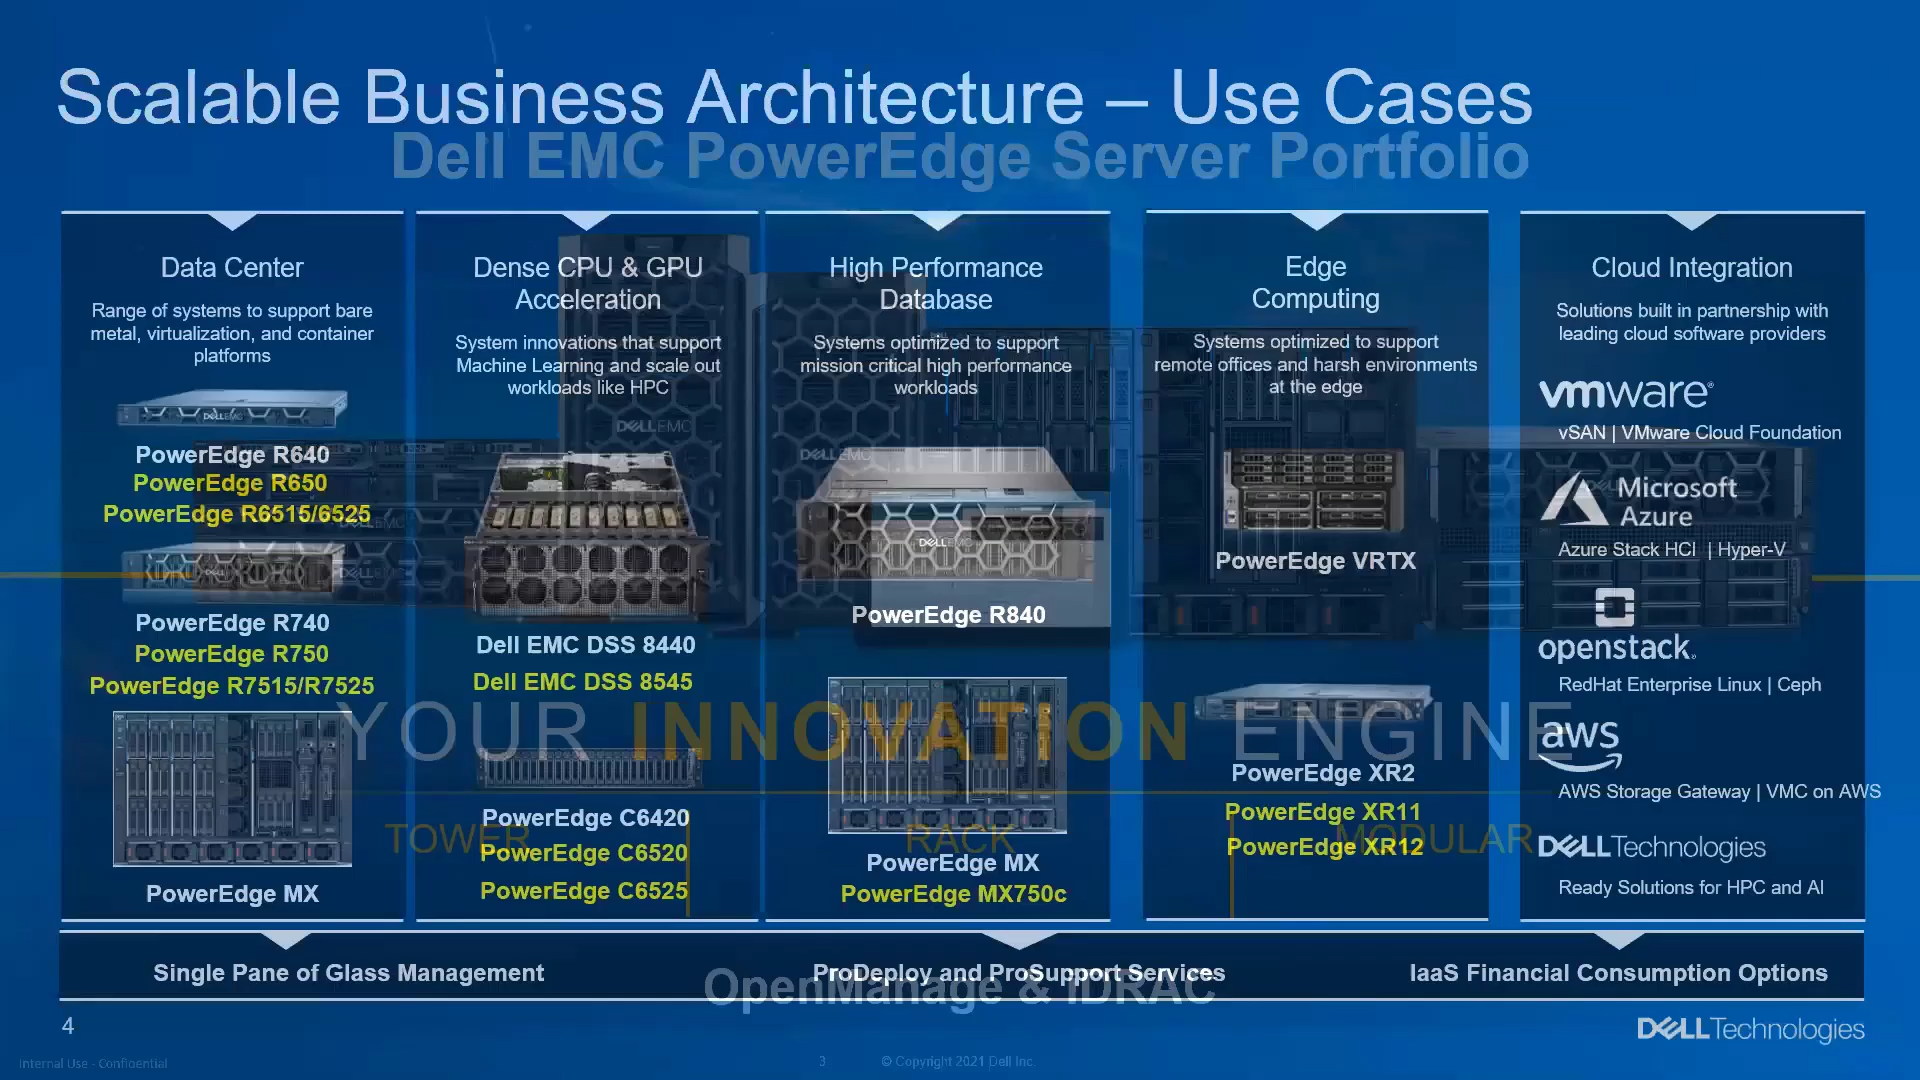 Scalable Business Architecture – Use Cases
Dell EMC PowerEdge Server Portfolio
Data Center
Range of systems to support bare
metal, virtualization, and container
platforms
DELLEMC
PowerEdge R640
PowerEdge R650
PowerEdge R6515/6525
PowerEdge R740
PowerEdge R750
PowerEdge R7515/R7525
PowerEdge MX
Dense CPU & GPU
Acceleration
System innovations that support
Machine Learning and scale out
workloads like HPC
DELLEMC
Dell EMC DSS 8440
Dell EMC DSS 8545
PowerEdge C6420
PowerEdge C6520
PowerEdge C6525
High Performance
Database
Systems optimized to support
mission critical high performance
workloads
DELLEMC
DELLEMC
PowerEdge R840
PowerEdge MX
PowerEdge MX750c
Edge
Computing
Systems optimized to support
remote offices and harsh environments
at the edge
PowerEdge VRTX
PowerEdge XR2
PowerEdge XR11
PowerEdge XR12
Cloud Integration
Solutions built in partnership with
leading cloud software providers
vmware®
vSAN | VMware Cloud Foundation
Microsoft
Azure
Azure Stack HCI | Hyper-V
openstack.
RedHat Enterprise Linux | Ceph
aws
AWS Storage Gateway | VMC on AWS
DELLTechnologies
Ready Solutions for HPC and AI
YOUR INNOVATION ENGINE
TOWER
RACK
MODULAR
Single Pane of Glass Management
ProDeploy and ProSupport Services
IaaS Financial Consumption Options
OpenManage & iDRAC
4
DELLTechnologies
Internal Use - Confidential
3
© Copyright 2021 Dell Inc.